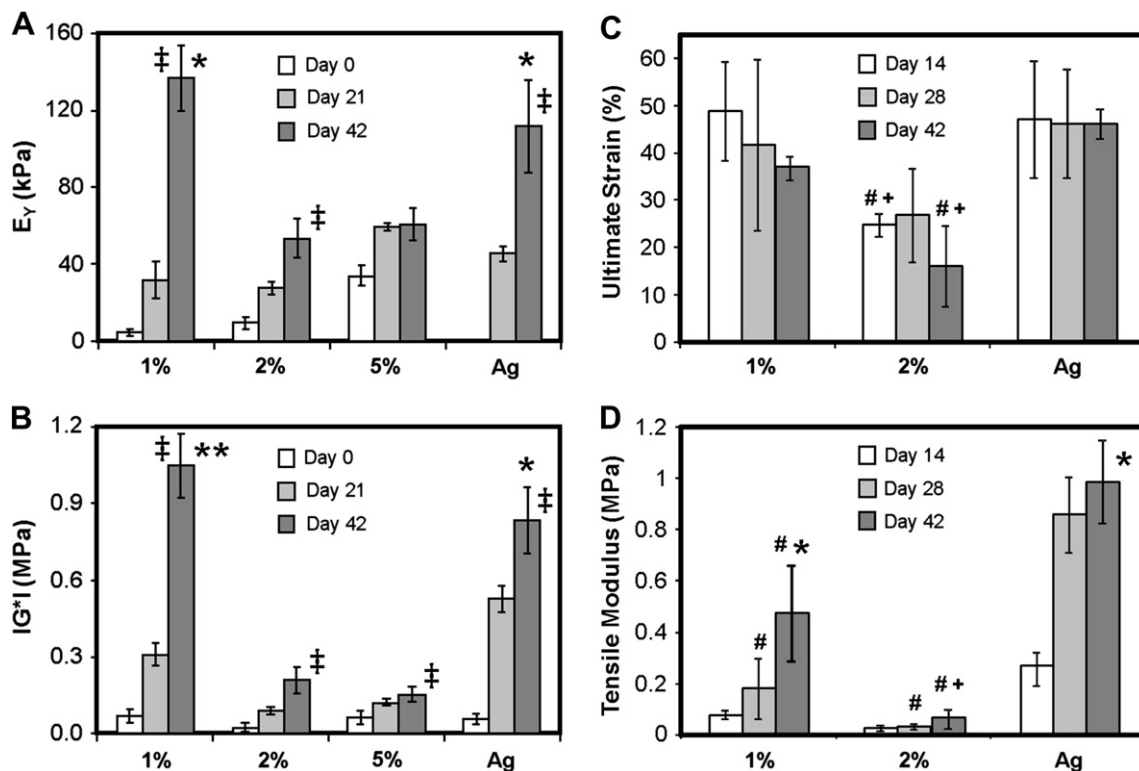 A
E_Y (kPa)
160
120
80
40
0
‡ *
* ‡
‡
Day 0
Day 21
Day 42
1% 2% 5% Ag
B
IG*I (MPa)
1.2
0.9
0.6
0.3
0.0
‡ **
* ‡
‡
‡
Day 0
Day 21
Day 42
1% 2% 5% Ag
C
Ultimate Strain (%)
60
50
40
30
20
10
0
Day 14
Day 28
Day 42
# +
# +
1% 2% Ag
D
Tensile Modulus (MPa)
1.2
1
0.8
0.6
0.4
0.2
0
Day 14
Day 28
Day 42
*
# *
#
#
# +
1% 2% Ag